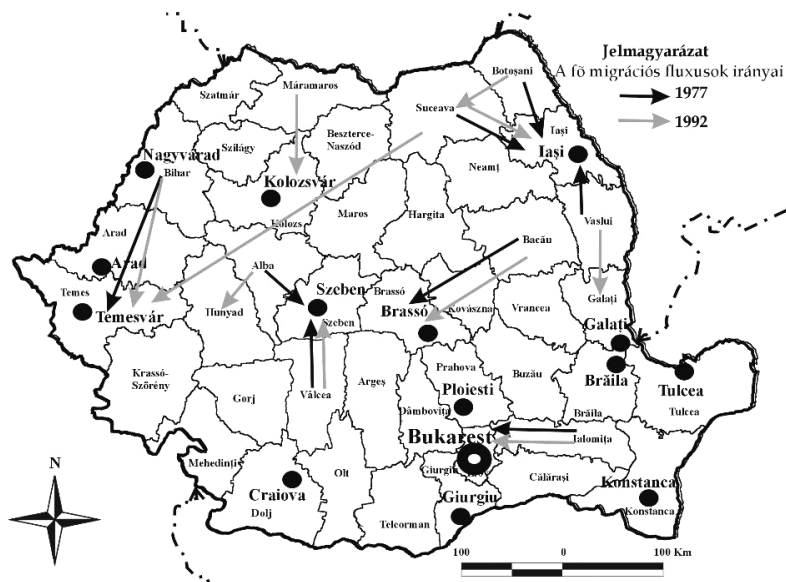 Jelmagyarázat
A fő migrációs fluxusok irányai
1977
1992
Botoșani
Szatmár
Máramaros
Suceava
Iași
Iași
Beszterce-
Naszód
Szilágy
Nagyvárad
Bihar
Kolozsvár
Kolozs
Neamț
Maros
Hargita
Vaslui
Arad
Arad
Bacău
Alba
Temes
Temesvár
Hunyad
Szeben
Szeben
Brassó
Brassó
Kovászna
Vrancea
Galați
Galați
Krassó-
Szörény
Gorj
Vâlcea
Argeș
Prahova
Ploiesti
Dâmbovița
Buzău
Brăila
Brăila
Tulcea
Tulcea
Bukarest
Ialomița
Mehedinți
Olt
Giurgiu
Călărași
Konstanca
Konstanca
Craiova
Dolj
Giurgiu
Telcorman
N
100 0 100 Km